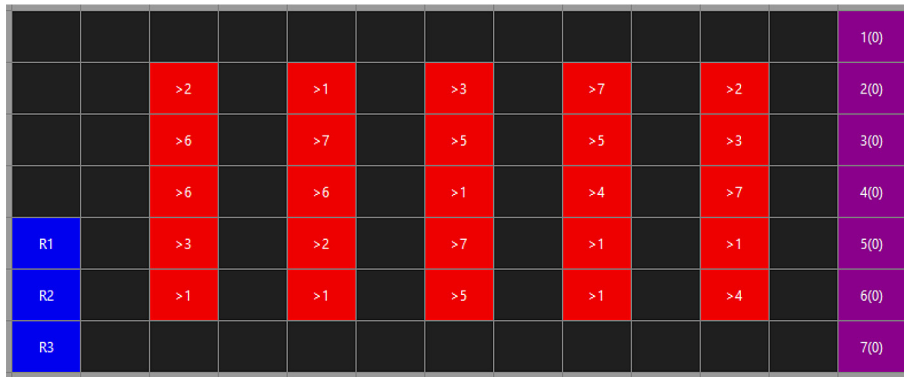 1(0)
>2 >1 >3 >7 >2 2(0)
>6 >7 >5 >5 >3 3(0)
>6 >6 >1 >4 >7 4(0)
R1 >3 >2 >7 >1 >1 5(0)
R2 >1 >1 >5 >1 >4 6(0)
R3 7(0)